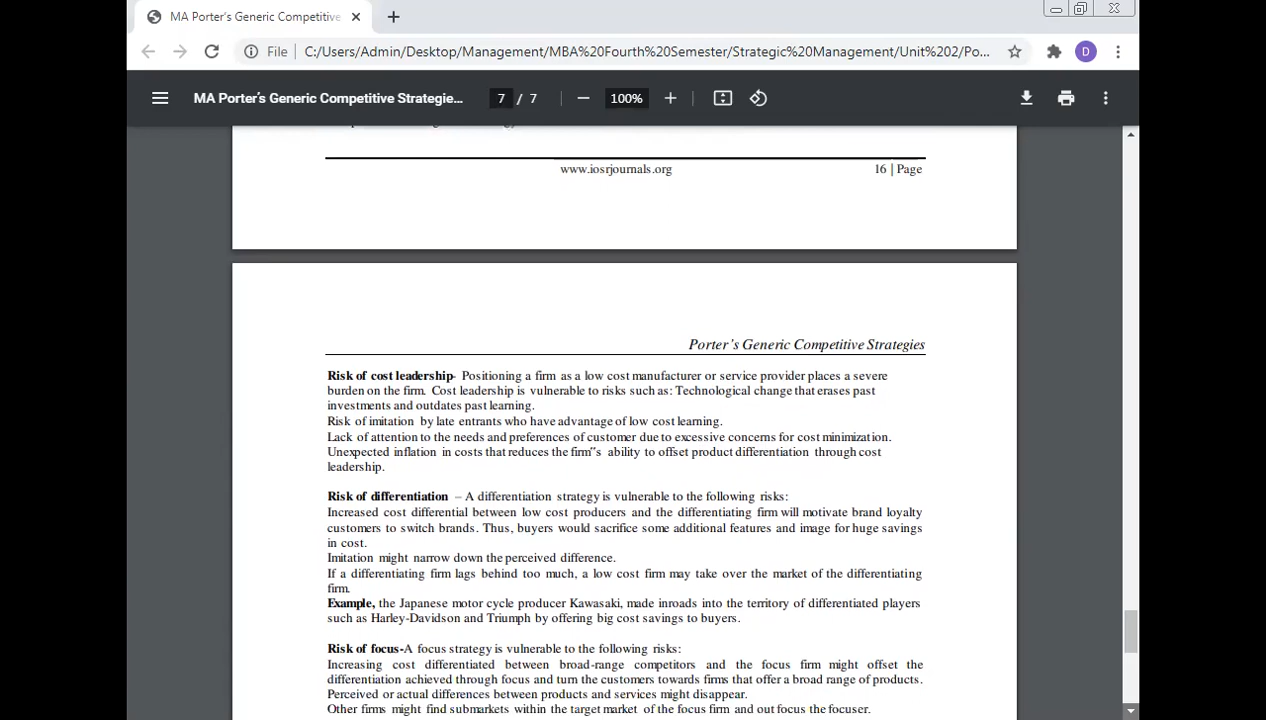 MA Porter's Generic Competitive
File C:/Users/Admin/Desktop/Management/MBA%20Fourth%20Semester/Strategic%20Management/Unit%202/Po...
D
MA Porter's Generic Competitive Strategie... 7 / 7 100%
www.iosrjournals.org 16 | Page
Porter's Generic Competitive Strategies
Risk of cost leadership- Positioning a firm as a low cost manufacturer or service provider places a severe
burden on the firm. Cost leadership is vulnerable to risks such as: Technological change that erases past
investments and outdates past learning.
Risk of imitation by late entrants who have advantage of low cost learning.
Lack of attention to the needs and preferences of customer due to excessive concerns for cost minimization.
Unexpected inflation in costs that reduces the firm‟s ability to offset product differentiation through cost
leadership.
Risk of differentiation – A differentiation strategy is vulnerable to the following risks:
Increased cost differential between low cost producers and the differentiating firm will motivate brand loyalty
customers to switch brands. Thus, buyers would sacrifice some additional features and image for huge savings
in cost.
Imitation might narrow down the perceived difference.
If a differentiating firm lags behind too much, a low cost firm may take over the market of the differentiating
firm.
Example, the Japanese motor cycle producer Kawasaki, made inroads into the territory of differentiated players
such as Harley-Davidson and Triumph by offering big cost savings to buyers.
Risk of focus-A focus strategy is vulnerable to the following risks:
Increasing cost differentiated between broad-range competitors and the focus firm might offset the
differentiation achieved through focus and turn the customers towards firms that offer a broad range of products.
Perceived or actual differences between products and services might disappear.
Other firms might find submarkets within the target market of the focus firm and out focus the focuser.